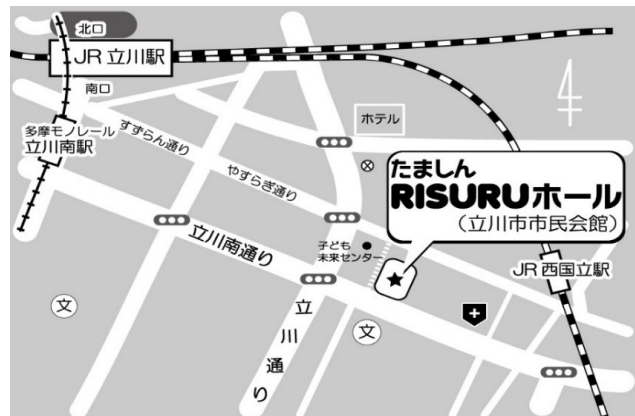 北口
JR 立川駅
南口
多摩モノレール
立川南駅
すずらん通り
やすらぎ通り
ホテル
たましん
RISURUホール
(立川市市民会館)
立川南通り
子ども
未来センター
JR 西国立駅
文
文
立川通り